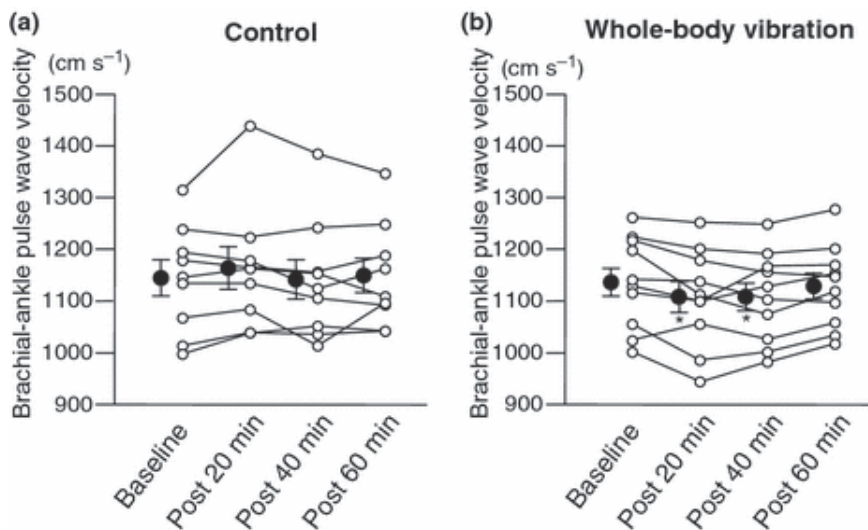 (a)
Control
(cm s⁻¹)
Brachial-ankle pulse wave velocity
1500
1400
1300
1200
1100
1000
900
Baseline
Post 20 min
Post 40 min
Post 60 min
(b)
Whole-body vibration
(cm s⁻¹)
Brachial-ankle pulse wave velocity
1500
1400
1300
1200
1100
1000
900
*
*
Baseline
Post 20 min
Post 40 min
Post 60 min